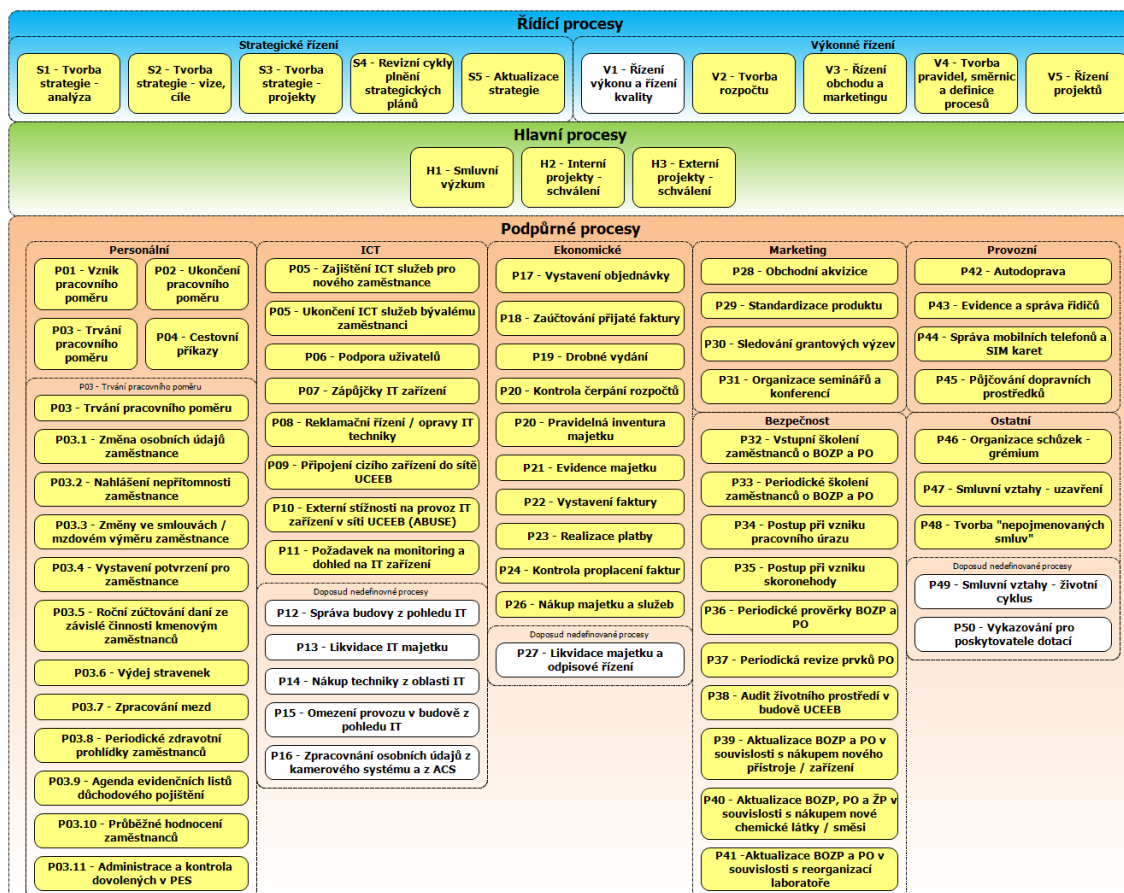 Řídící procesy
Strategické řízení
S1 - Tvorba
strategie -
analýza
S2 - Tvorba
strategie - vize,
cíle
S3 - Tvorba
strategie -
projekty
S4 - Revizní cykly
plnění
strategických
plánů
S5 - Aktualizace
strategie
Výkonné řízení
V1 - Řízení
výkonu a řízení
kvality
V2 - Tvorba
rozpočtu
V3 - Řízení
obchodu a
marketingu
V4 - Tvorba
pravidel, směrnic
a definice
procesů
V5 - Řízení
projektů
Hlavní procesy
H1 - Smluvní
výzkum
H2 - Interní
projekty -
schválení
H3 - Externí
projekty -
schválení
Podpůrné procesy
Personální
P01 - Vznik
pracovního
poměru
P02 - Ukončení
pracovního
poměru
P03 - Trvání
pracovního
poměru
P04 - Cestovní
příkazy
P03 - Trvání pracovního poměru
P03 - Trvání pracovního poměru
P03.1 - Změna osobních údajů
zaměstnance
P03.2 - Nahlášení nepřítomnosti
zaměstnance
P03.3 - Změny ve smlouvách /
mzdovém výměru zaměstnance
P03.4 - Vystavení potvrzení pro
zaměstnance
P03.5 - Roční zúčtování daní ze
závislé činnosti kmenovým
zaměstnanců
P03.6 - Výdej stravenek
P03.7 - Zpracování mezd
P03.8 - Periodické zdravotní
prohlídky zaměstnanců
P03.9 - Agenda evidenčních listů
důchodového pojištění
P03.10 - Průběžné hodnocení
zaměstnanců
P03.11 - Administrace a kontrola
dovolených v PES
ICT
P05 - Zajištění ICT služeb pro
nového zaměstnance
P05 - Ukončení ICT služeb bývalému
zaměstnanci
P06 - Podpora uživatelů
P07 - Zápůjčky IT zařízení
P08 - Reklamační řízení / opravy IT
techniky
P09 - Připojení cizího zařízení do sítě
UCEEB
P10 - Externí stížnosti na provoz IT
zařízení v síti UCEEB (ABUSE)
P11 - Požadavek na monitoring a
dohled na IT zařízení
Doposud nedefinovné procesy
P12 - Správa budovy z pohledu IT
P13 - Likvidace IT majetku
P14 - Nákup techniky z oblasti IT
P15 - Omezení provozu v budově z
pohledu IT
P16 - Zpracovnání osobních údajů z
kamerového systému a z ACS
Ekonomické
P17 - Vystavení objednávky
P18 - Zaúčtování přijaté faktury
P19 - Drobné vydání
P20 - Kontrola čerpání rozpočtů
P20 - Pravidelná inventura
majetku
P21 - Evidence majetku
P22 - Vystavení faktury
P23 - Realizace platby
P24 - Kontrola proplacení faktur
P26 - Nákup majetku a služeb
Doposud nedefinované procesy
P27 - Likvidace majetku a
odpisové řízení
Marketing
P28 - Obchodní akvizice
P29 - Standardizace produktu
P30 - Sledování grantových výzev
P31 - Organizace seminářů a
konferencí
Bezpečnost
P32 - Vstupní školení
zaměstnanců o BOZP a PO
P33 - Periodické školení
zaměstnanců o BOZP a PO
P34 - Postup při vzniku
pracovního úrazu
P35 - Postup při vzniku
skoronehody
P36 - Periodické prověrky BOZP a
PO
P37 - Periodická revize prvků PO
P38 - Audit životního prostředí v
budově UCEEB
P39 - Aktualizace BOZP a PO v
souvislosti s nákupem nového
přístroje / zařízení
P40 - Aktualizace BOZP, PO a ŽP v
souvislosti s nákupem nové
chemické látky / směsi
P41 -Aktualizace BOZP a PO v
souvislosti s reorganizací
laboratoře
Provozní
P42 - Autodoprava
P43 - Evidence a správa řidičů
P44 - Správa mobilních telefonů a
SIM karet
P45 - Půjčování dopravních
prostředků
Ostatní
P46 - Organizace schůzek -
grémium
P47 - Smluvní vztahy - uzavření
P48 - Tvorba "nepojmenovaných
smluv"
Doposud nedefinované procesy
P49 - Smluvní vztahy - životní
cyklus
P50 - Vykazování pro
poskytovatele dotací